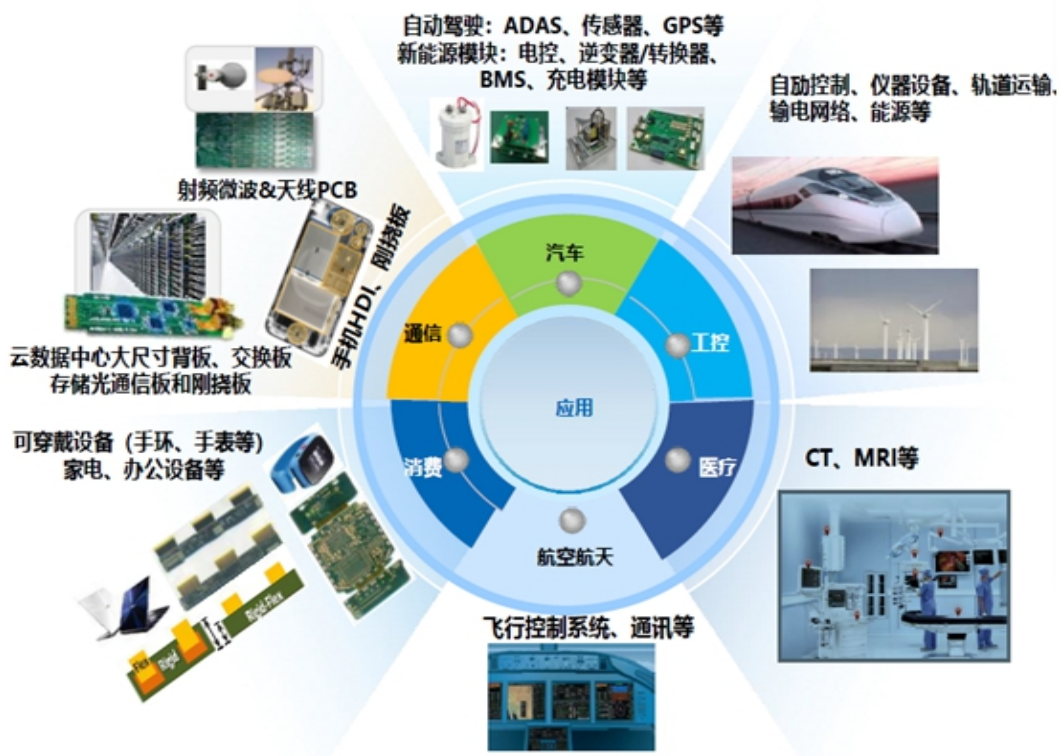 自动驾驶：ADAS、传感器、GPS等
新能源模块：电控、逆变器/转换器、
BMS、充电模块等
自动控制、仪器设备、轨道运输、
输电网络、能源等
射频微波&天线PCB
手机HDI、刚挠板
云数据中心大尺寸背板、交换板
存储光通信板和刚挠板
汽车
通信
工控
应用
消费
医疗
航空航天
可穿戴设备（手环、手表等）
家电、办公设备等
CT、MRI等
Flex
Rigid
Rigid-Flex
飞行控制系统、通讯等